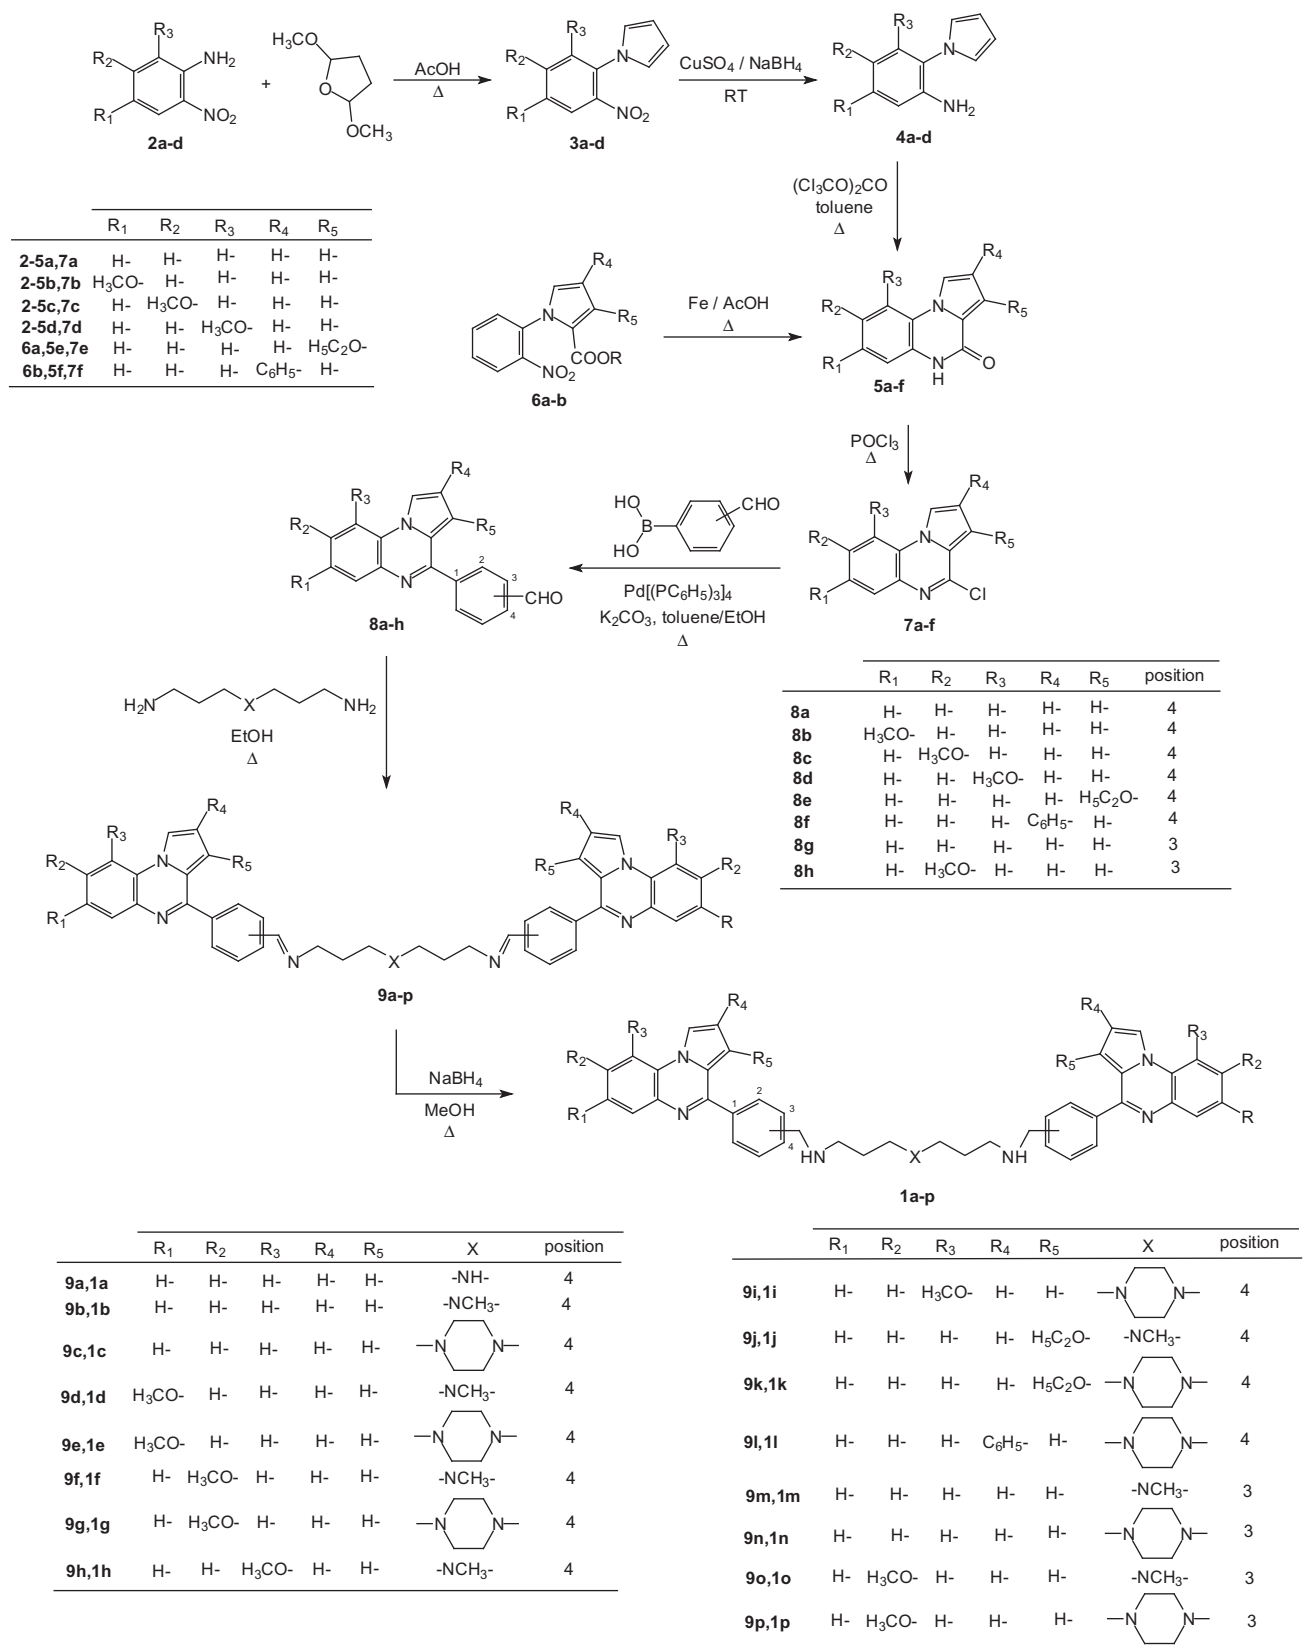 R3
R2
NH2
R1
NO2
2a-d
+
H3CO
O
OCH3
AcOH
Δ
R3
R2
N
R1
NO2
3a-d
CuSO4 / NaBH4
RT
R3
R2
N
R1
NH2
4a-d
(Cl3CO)2CO
toluene
Δ
R1 R2 R3 R4 R5
2-5a,7a H- H- H- H- H-
2-5b,7b H3CO- H- H- H- H-
2-5c,7c H- H3CO- H- H- H-
2-5d,7d H- H- H3CO- H- H-
6a,5e,7e H- H- H- H- H5C2O-
6b,5f,7f H- H- H- C6H5- H-
R4
N
R5
COOR
NO2
6a-b
Fe / AcOH
Δ
R4
R3
R2
N
R5
R1
N
H
O
5a-f
POCl3
Δ
R4
R3
R2
N
R5
R1
N
Cl
7a-f
HO
B
HO
CHO
Pd[(PC6H5)3]4
K2CO3, toluene/EtOH
Δ
R4
R3
R2
N
R5
R1
N
1
2
3
4
CHO
8a-h
H2N
X
NH2
EtOH
Δ
R1 R2 R3 R4 R5 position
8a H- H- H- H- H- 4
8b H3CO- H- H- H- H- 4
8c H- H3CO- H- H- H- 4
8d H- H- H3CO- H- H- 4
8e H- H- H- H- H5C2O- 4
8f H- H- H- C6H5- H- 4
8g H- H- H- H- H- 3
8h H- H3CO- H- H- H- 3
R4
R3
R2
N
R5
R1
N
N
X
N
R4
R3
R5
N
R2
N
R
9a-p
NaBH4
MeOH
Δ
R4
R3
R2
N
R5
R1
N
1
2
3
4
HN
X
NH
R4
R3
R5
N
R2
N
R
1a-p
R1 R2 R3 R4 R5 X position
9a,1a H- H- H- H- H- -NH- 4
9b,1b H- H- H- H- H- -NCH3- 4
9c,1c H- H- H- H- H- N N 4
9d,1d H3CO- H- H- H- H- -NCH3- 4
9e,1e H3CO- H- H- H- H- N N 4
9f,1f H- H3CO- H- H- H- -NCH3- 4
9g,1g H- H3CO- H- H- H- N N 4
9h,1h H- H- H3CO- H- H- -NCH3- 4
R1 R2 R3 R4 R5 X position
9i,1i H- H- H3CO- H- H- N N 4
9j,1j H- H- H- H- H5C2O- -NCH3- 4
9k,1k H- H- H- H- H5C2O- N N 4
9l,1l H- H- H- C6H5- H- N N 4
9m,1m H- H- H- H- H- -NCH3- 3
9n,1n H- H- H- H- H- N N 3
9o,1o H- H3CO- H- H- H- -NCH3- 3
9p,1p H- H3CO- H- H- H- N N 3